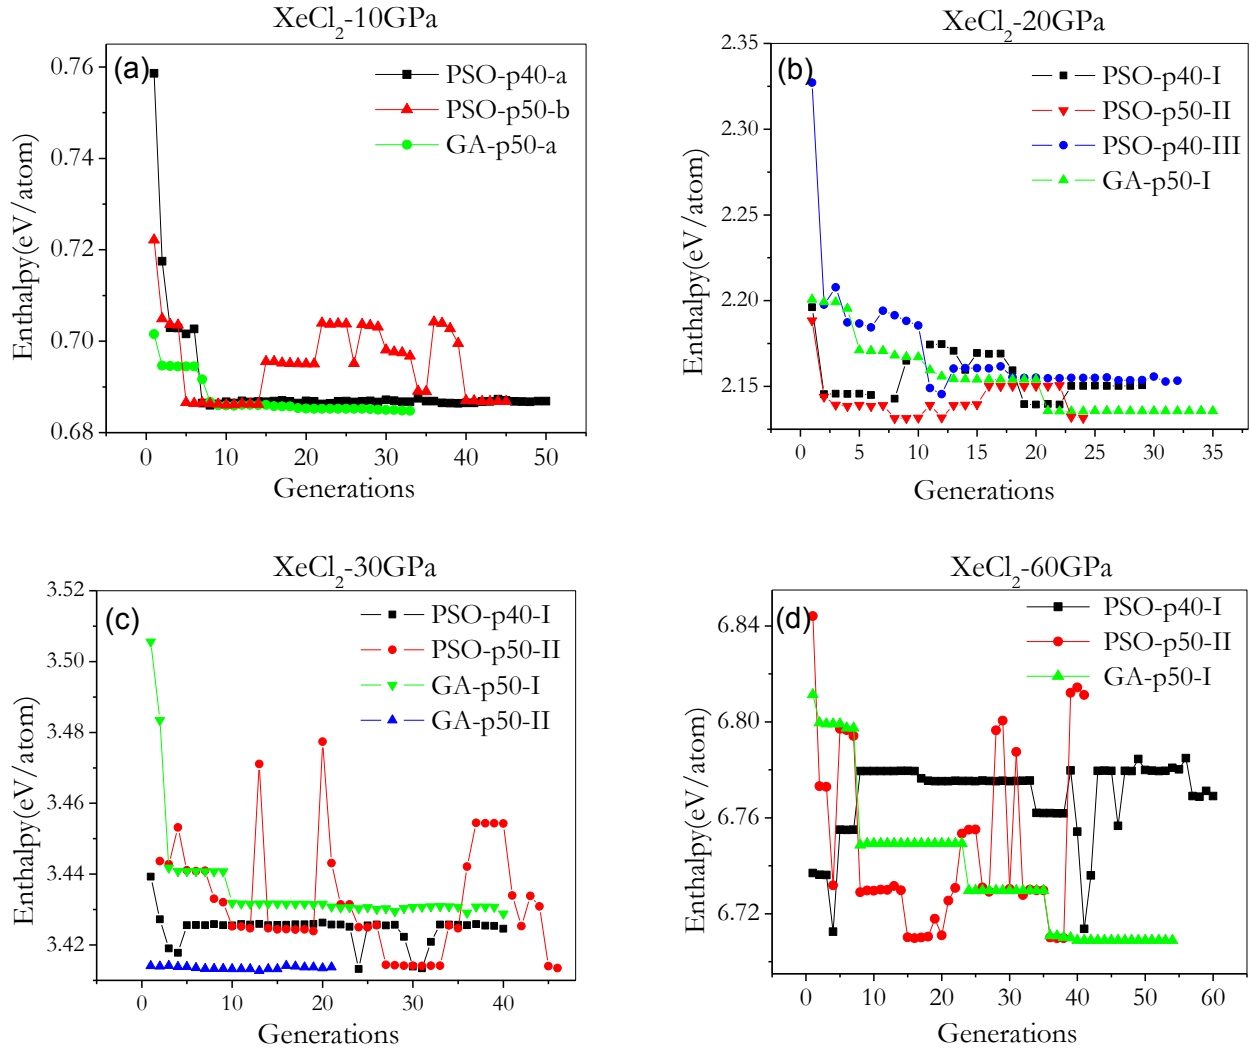 XeCl₂-10GPa
(a)
PSO-p40-a
PSO-p50-b
GA-p50-a
Enthalpy(eV/atom)
0.76
0.74
0.72
0.70
0.68
0 10 20 30 40 50
Generations
XeCl₂-20GPa
(b)
PSO-p40-I
PSO-p50-II
PSO-p40-III
GA-p50-I
Enthalpy(eV/atom)
2.35
2.30
2.25
2.20
2.15
0 5 10 15 20 25 30 35
Generations
XeCl₂-30GPa
(c)
PSO-p40-I
PSO-p50-II
GA-p50-I
GA-p50-II
Enthalpy(eV/atom)
3.52
3.50
3.48
3.46
3.44
3.42
0 10 20 30 40
Generations
XeCl₂-60GPa
(d)
PSO-p40-I
PSO-p50-II
GA-p50-I
Enthalpy(eV/atom)
6.84
6.80
6.76
6.72
0 10 20 30 40 50 60
Generations